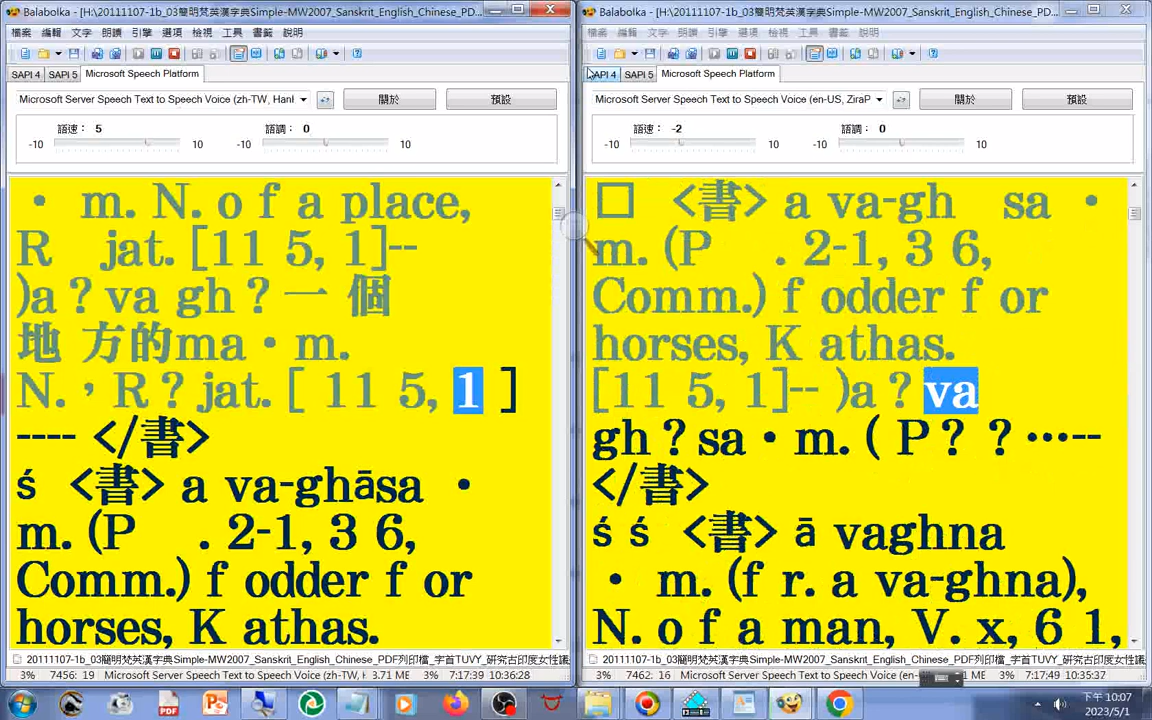 Balabolka - [H:\20111107-1b_03簡明梵英漢字典Simple-MW2007_Sanskrit_English_Chinese_PD...
檔案 編輯 文字 朗讀 引擎 選項 檢視 工具 書籤 說明
SAPI 4 SAPI 5 Microsoft Speech Platform
Microsoft Server Speech Text to Speech Voice (zh-TW, Hanl
關於 預設
語速： 5 語調： 0
-10 10 -10 10
• m. N. o f a place,
R jat. [11 5, 1]--
)a？va gh？一 個
地 方的ma•m.
N.，R？jat. [ 11 5, 1 ]
---- </書>
ś <書> a va-ghāsa •
m. (P . 2-1, 3 6,
Comm.) f odder f or
horses, K athas.
20111107-1b_03簡明梵英漢字典Simple-MW2007_Sanskrit_English_Chinese_PDF列印檔_字首TUVY_研究古印度女性議
3% 7456: 19 Microsoft Server Speech Text to Speech Voice (zh-TW, H 3.71 ME 3% 7:17:39 10:36:28
Balabolka - [H:\20111107-1b_03簡明梵英漢字典Simple-MW2007_Sanskrit_English_Chinese_PD...
檔案 編輯 文字 朗讀 引擎 選項 檢視 工具 書籤 說明
SAPI 4 SAPI 5 Microsoft Speech Platform
Microsoft Server Speech Text to Speech Voice (en-US, ZiraP
關於 預設
語速： -2 語調： 0
-10 10 -10 10
□ <書> a va-gh sa •
m. (P . 2-1, 3 6,
Comm.) f odder f or
horses, K athas.
[11 5, 1]-- )a？va
gh？sa•m. ( P？？…--
</書>
ś ś <書> ā vaghna
• m. (f r. a va-ghna),
N. o f a man, V. x, 6 1,
20111107-1b_03簡明梵英漢字典Simple-MW2007_Sanskrit_English_Chinese_PDF列印檔_字首TUVY_研究古印度女性議
3% 7462: 16 Microsoft Server Speech Text to Speech Voice (en-u 3% 7:17:49 10:35:37
下午 10:07
2023/5/1